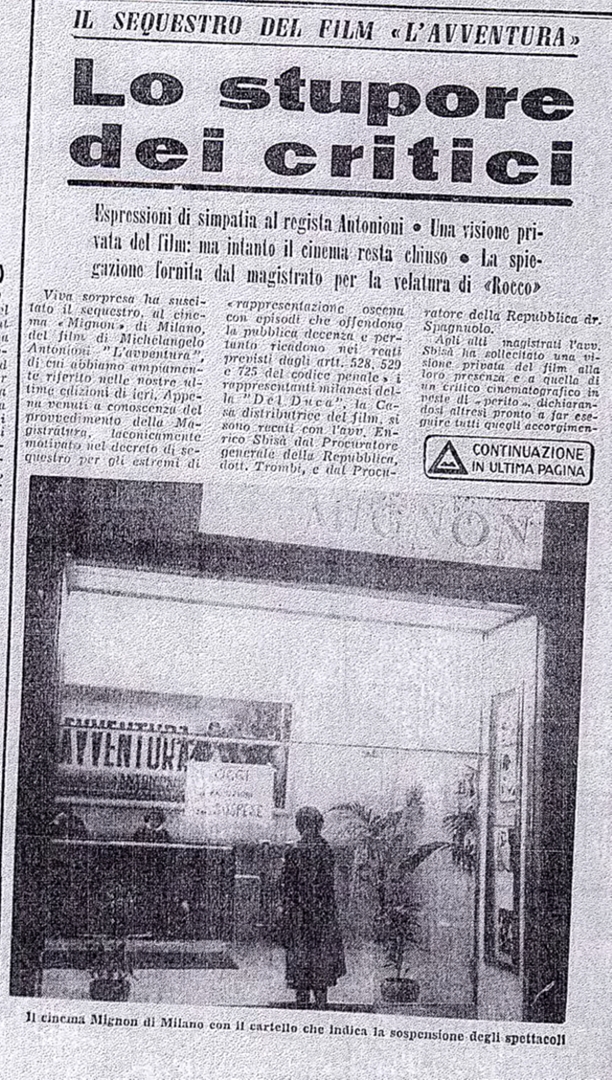 IL SEQUESTRO DEL FILM «L'AVVENTURA»
Lo stupore
dei critici
Espressioni di simpatia al regista Antonioni • Una visione pri-
vata del film: ma intanto il cinema resta chiuso • La spie-
gazione fornita dal magistrato per la velatura di «Rocco»
Viva sorpresa ha susci-
tato il sequestro, al cine-
ma «Mignon» di Milano,
del film di Michelangelo
Antonioni "L'avventura",
di cui abbiamo ampiamen-
te riferito nelle nostre ul-
time edizioni di ieri. Appe-
na venuti a conoscenza del
provvedimento della Ma-
gistratura, laconicamente
motivato nel decreto di se-
questro per gli estremi di
«rappresentazione oscena
con episodi che offendono
la pubblica decenza e per-
tanto ricadono nei reati
previsti dagli artt. 528, 529
e 725 del codice penale» i
rappresentanti milanesi del-
la "Del Duca", la Ca-
sa distributrice del film, si
sono recati con l'avv. En-
rico Sbisà dal Procuratore
generale della Repubblica,
dott. Trombi, e dal Procu-
ratore della Repubblica dr.
Spagnuolo.
Agli alti magistrati l'avv.
Sbisà ha sollecitato una vi-
sione privata del film alla
loro presenza e a quella di
un critico cinematografico in
veste di «perito», dichiaran-
dosi altresì pronto a far ese-
guire tutti quegli accorgimen-
CONTINUAZIONE
IN ULTIMA PAGINA
MIGNON
AVVENTURA
OGGI
Il cinema Mignon di Milano con il cartello che indica la sospensione degli spettacoli